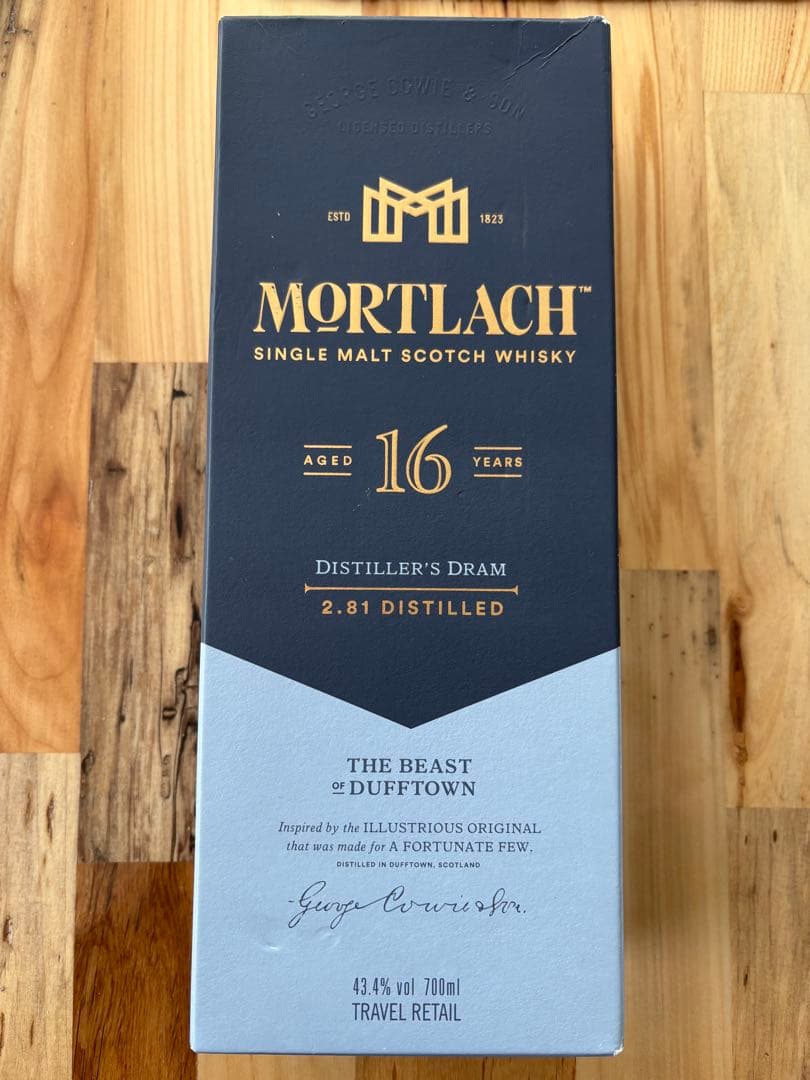 GEORGE COWIE & SON
LICENSED DISTILLERS
ESTD 1823
MORTLACH™
SINGLE MALT SCOTCH WHISKY
AGED 16 YEARS
DISTILLER'S DRAM
2.81 DISTILLED
THE BEAST
OF DUFFTOWN
Inspired by the ILLUSTRIOUS ORIGINAL
that was made for A FORTUNATE FEW.
DISTILLED IN DUFFTOWN, SCOTLAND
George Cowie & Son.
43.4% vol 700ml
TRAVEL RETAIL